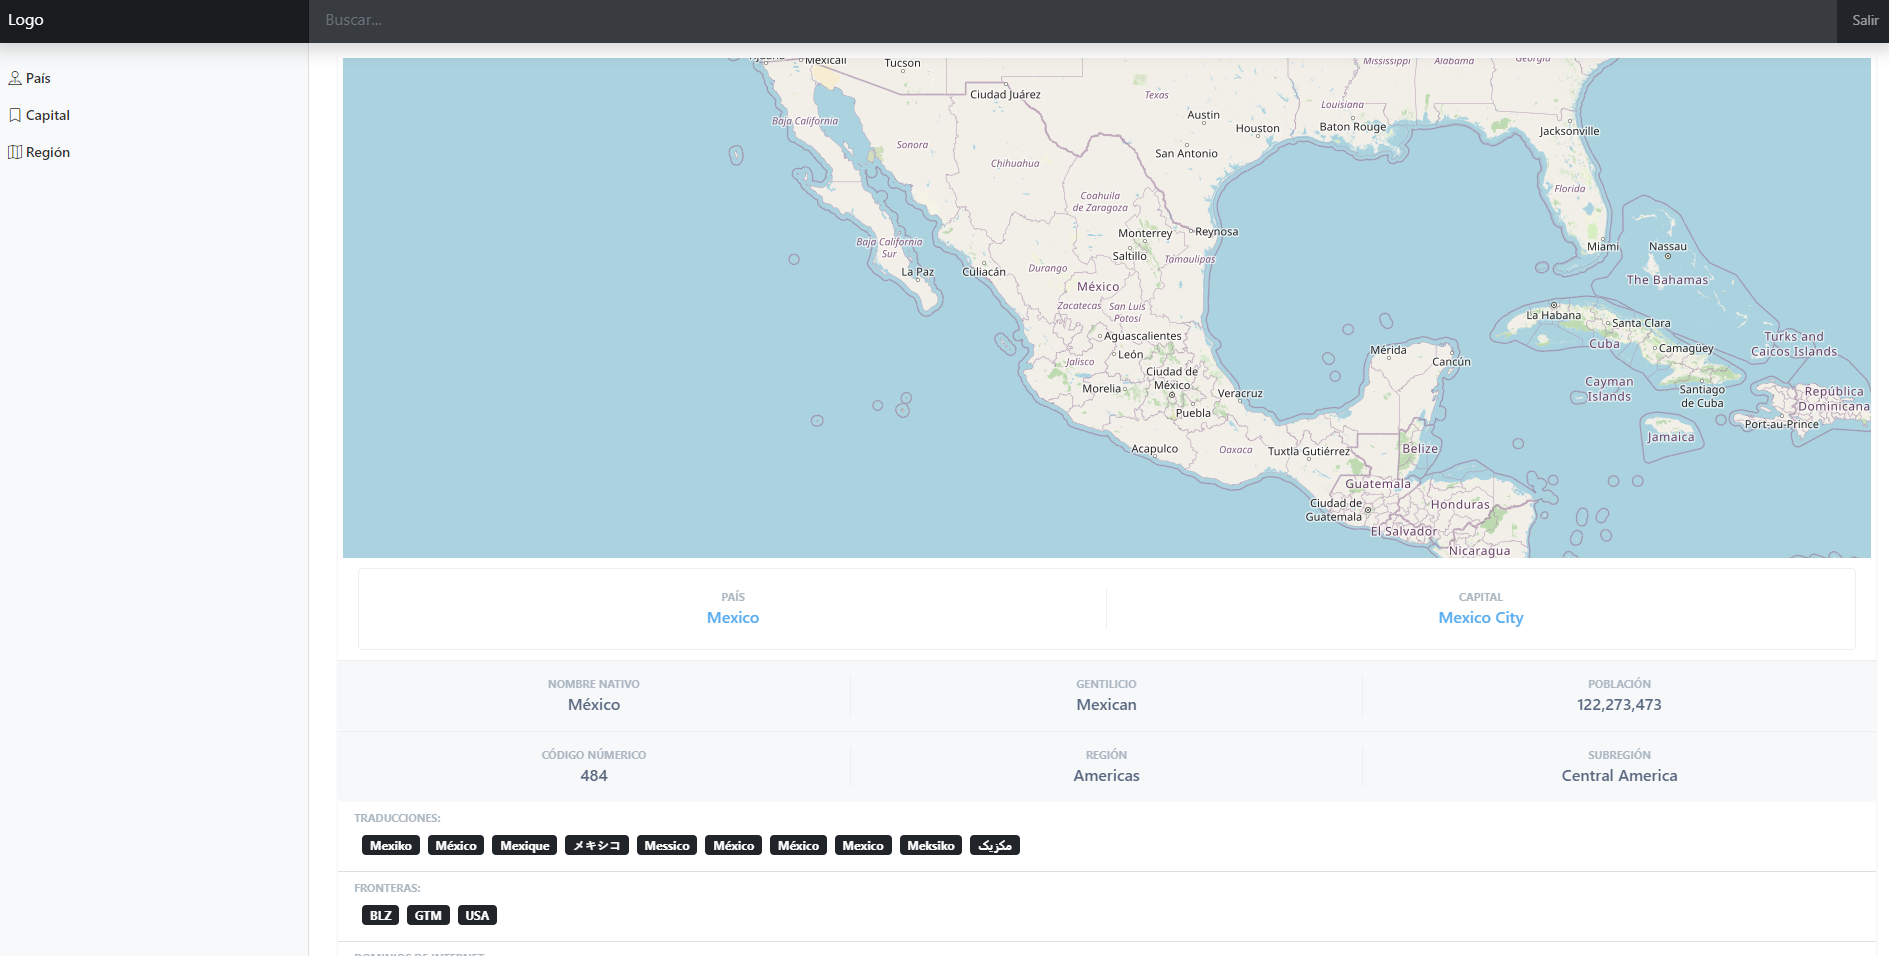 Logo
Buscar...
Salir
País
Capital
Región
Mexicali
Tucson
Mississippi
Alabama
Georgia
Ciudad Juárez
Texas
Louisiana
Austin
Houston
Baton Rouge
Jacksonville
Baja California
Sonora
San Antonio
Chihuahua
Coahuila
de Zaragoza
Florida
Monterrey
Reynosa
Miami
Nassau
Baja California
Sur
Saltillo
Tamaulipas
La Paz
Culiacán
Durango
The Bahamas
México
Zacatecas
San Luis
Potosí
La Habana
Santa Clara
Aguascalientes
Cuba
Camagüey
Turks and
Caicos Islands
León
Jalisco
Mérida
Cancún
Ciudad de
México
Cayman
Islands
Morelia
Veracruz
Santiago
de Cuba
República
Dominicana
Puebla
Port-au-Prince
Jamaica
Acapulco
Oaxaca
Tuxtla Gutiérrez
Belize
Guatemala
Ciudad de
Guatemala
Honduras
El Salvador
Nicaragua
PAÍS
Mexico
CAPITAL
Mexico City
NOMBRE NATIVO
México
GENTILICIO
Mexican
POBLACIÓN
122,273,473
CÓDIGO NÚMERICO
484
REGIÓN
Americas
SUBREGIÓN
Central America
TRADUCCIONES:
Mexiko México Mexique メキシコ Messico México México Mexico Meksiko مکزیک
FRONTERAS:
BLZ GTM USA
DOMINIOS DE INTERNET